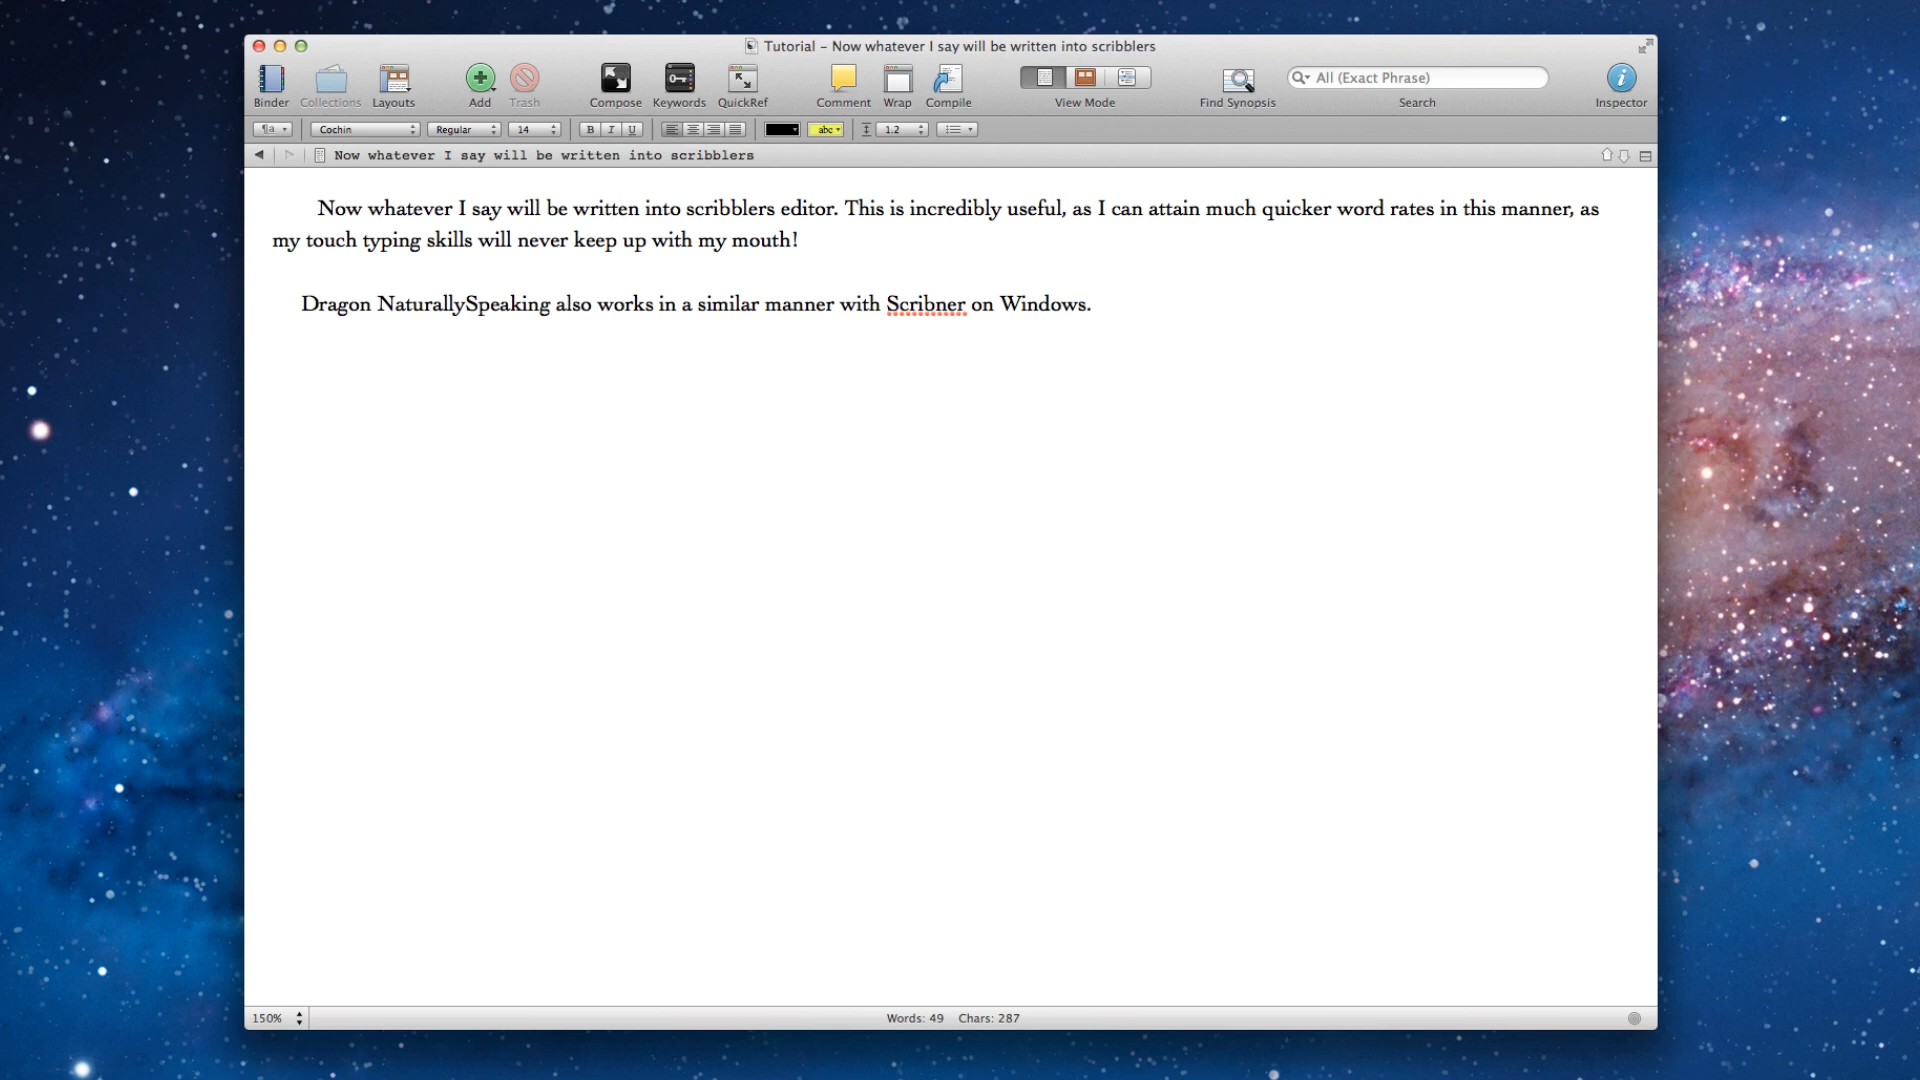 Tutorial – Now whatever I say will be written into scribblers
Binder Collections Layouts Add Trash Compose Keywords QuickRef Comment Wrap Compile View Mode Find Synopsis All (Exact Phrase) Search Inspector
¶a Cochin Regular 14 B I U abc 1.2
Now whatever I say will be written into scribblers
Now whatever I say will be written into scribblers editor. This is incredibly useful, as I can attain much quicker word rates in this manner, as
my touch typing skills will never keep up with my mouth!
Dragon NaturallySpeaking also works in a similar manner with Scribner on Windows.
150% Words: 49 Chars: 287